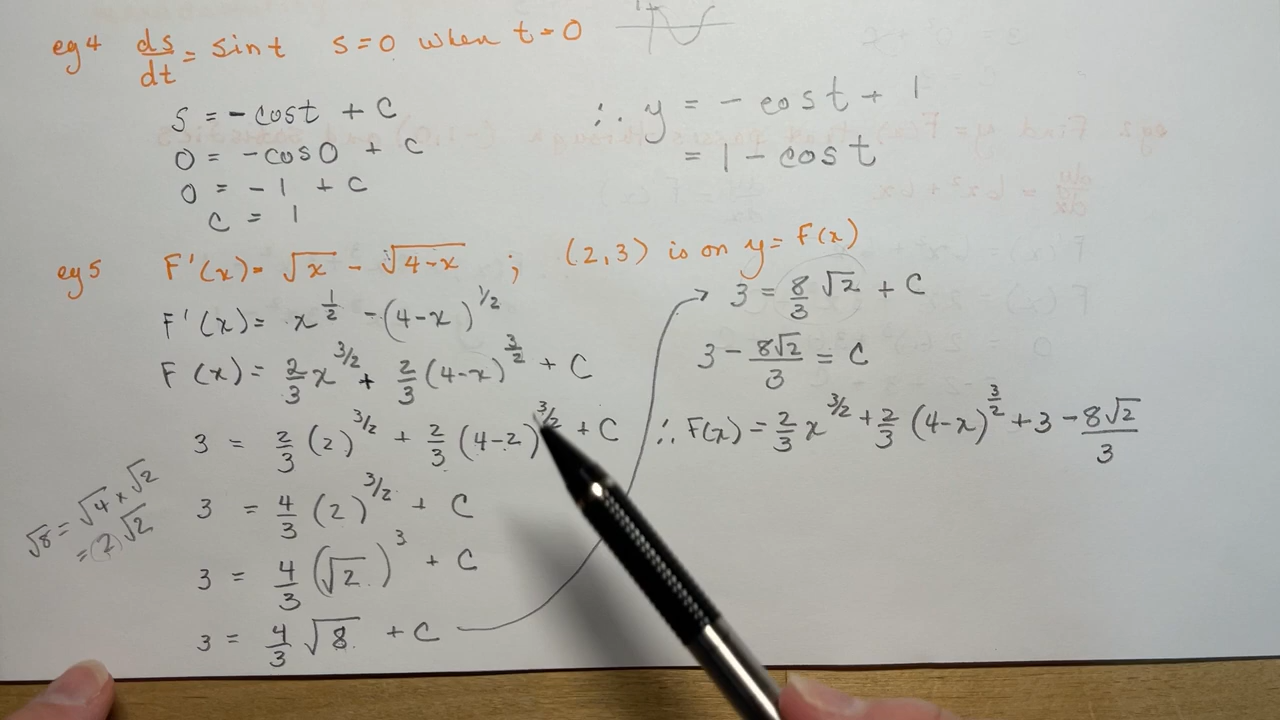 eg 4 ds/dt = sin t s = 0 when t = 0
s = -cos t + C
0 = -cos 0 + C
0 = -1 + C
C = 1
∴ y = -cos t + 1
= 1 - cos t
eg 5 F'(x) = √x - √(4-x) ; (2,3) is on y = F(x)
F'(x) = x^(1/2) - (4-x)^(1/2)
F(x) = 2/3 x^(3/2) + 2/3 (4-x)^(3/2) + C
3 = 2/3 (2)^(3/2) + 2/3 (4-2)^(3/2) + C
3 = 4/3 (2)^(3/2) + C
3 = 4/3 (√2)^3 + C
3 = 4/3 √8 + C
√8 = √4 × √2
= 2√2
3 = 8/3 √2 + C
3 - 8√2/3 = C
∴ F(x) = 2/3 x^(3/2) + 2/3 (4-x)^(3/2) + 3 - 8√2/3